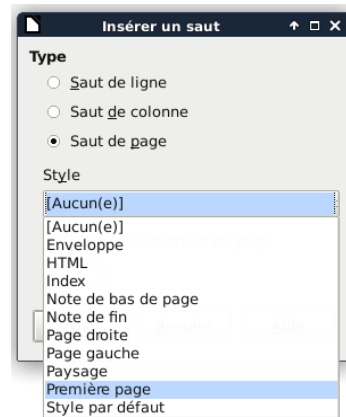 Insérer un saut
Type
Saut de ligne
Saut de colonne
Saut de page
Style
[Aucun(e)]
[Aucun(e)]
Enveloppe
HTML
Index
Note de bas de page
Note de fin
Page droite
Page gauche
Paysage
Première page
Style par défaut